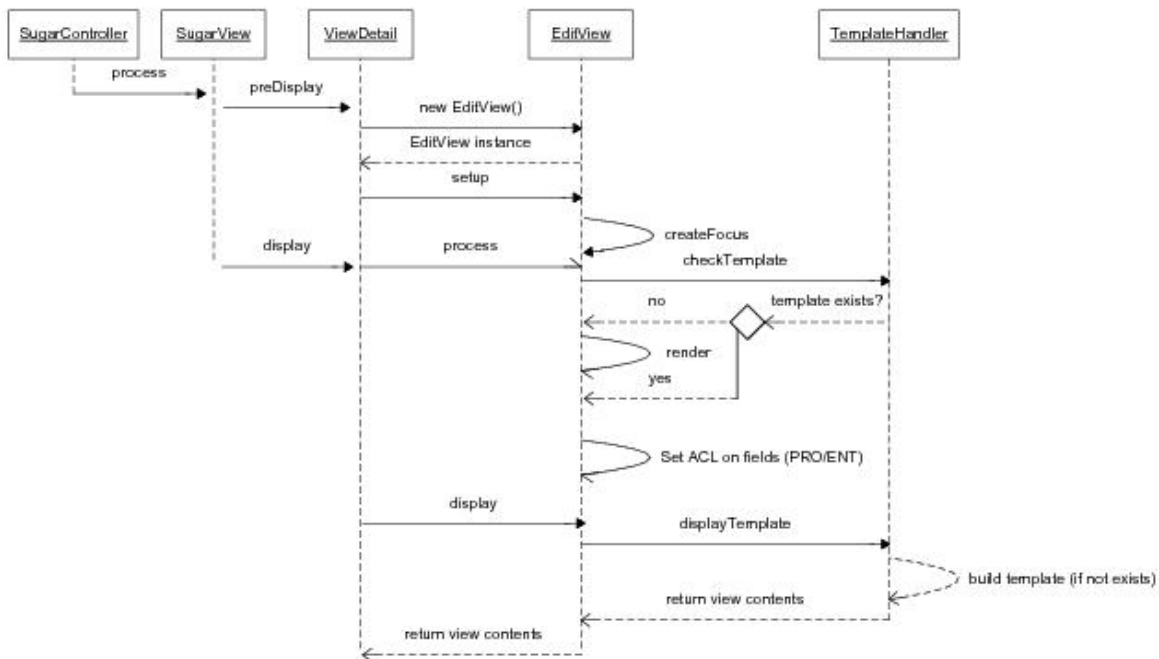 SugarController
SugarView
ViewDetail
EditView
TemplateHandler
process
preDisplay
new EditView()
EditView instance
setup
createFocus
display
process
checkTemplate
no
template exists?
render
yes
Set ACL on fields (PRO/ENT)
display
displayTemplate
build template (if not exists)
return view contents
return view contents